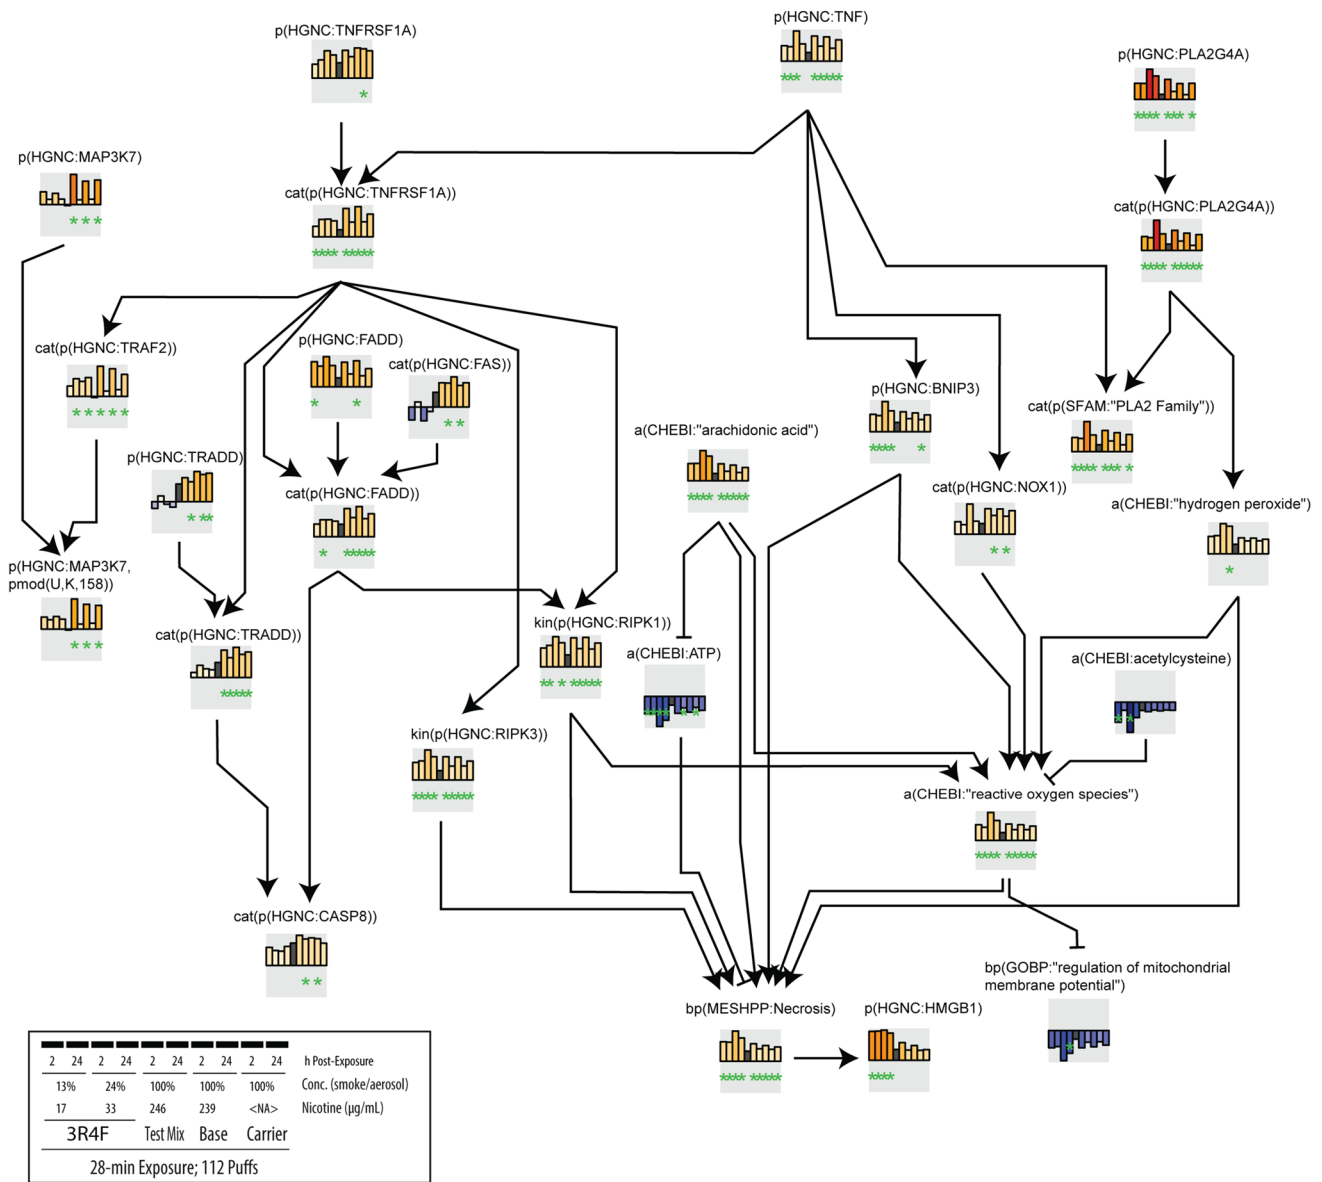 p(HGNC:TNF)
p(HGNC:TNFRSF1A)
p(HGNC:PLA2G4A)
p(HGNC:MAP3K7)
cat(p(HGNC:TNFRSF1A))
cat(p(HGNC:PLA2G4A))
p(HGNC:FADD)
cat(p(HGNC:TRAF2))
cat(p(HGNC:FAS))
p(HGNC:BNIP3)
cat(p(SFAM:"PLA2 Family"))
a(CHEBI:"arachidonic acid")
p(HGNC:TRADD)
cat(p(HGNC:FADD))
cat(p(HGNC:NOX1))
a(CHEBI:"hydrogen peroxide")
p(HGNC:MAP3K7,
pmod(U,K,158))
kin(p(HGNC:RIPK1))
cat(p(HGNC:TRADD))
a(CHEBI:ATP)
a(CHEBI:acetylcysteine)
kin(p(HGNC:RIPK3))
a(CHEBI:"reactive oxygen species")
cat(p(HGNC:CASP8))
bp(GOBP:"regulation of mitochondrial
membrane potential")
bp(MESHPP:Necrosis)
p(HGNC:HMGB1)
2 24 2 24 2 24 2 24 2 24 h Post-Exposure
13% 24% 100% 100% 100% Conc. (smoke/aerosol)
17 33 246 239 <NA> Nicotine (µg/mL)
3R4F Test Mix Base Carrier
28-min Exposure; 112 Puffs